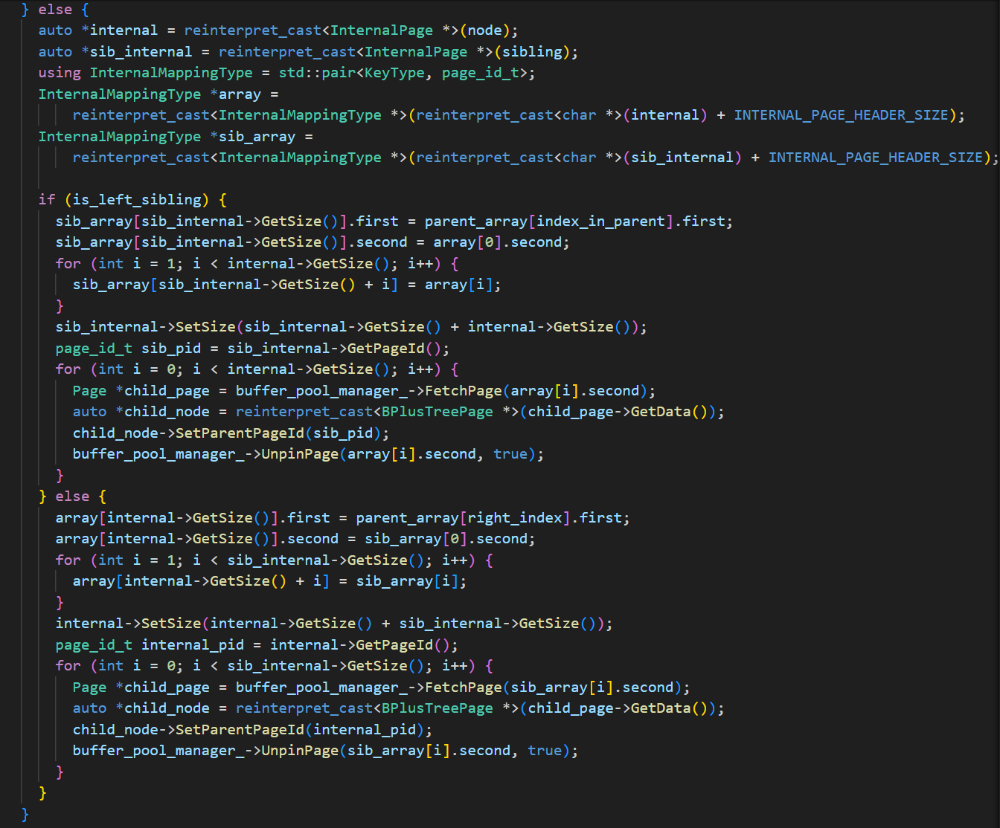 } else {
  auto *internal = reinterpret_cast<InternalPage *>(node);
  auto *sib_internal = reinterpret_cast<InternalPage *>(sibling);
  using InternalMappingType = std::pair<KeyType, page_id_t>;
  InternalMappingType *array =
      reinterpret_cast<InternalMappingType *>(reinterpret_cast<char *>(internal) + INTERNAL_PAGE_HEADER_SIZE);
  InternalMappingType *sib_array =
      reinterpret_cast<InternalMappingType *>(reinterpret_cast<char *>(sib_internal) + INTERNAL_PAGE_HEADER_SIZE);

  if (is_left_sibling) {
    sib_array[sib_internal->GetSize()].first = parent_array[index_in_parent].first;
    sib_array[sib_internal->GetSize()].second = array[0].second;
    for (int i = 1; i < internal->GetSize(); i++) {
      sib_array[sib_internal->GetSize() + i] = array[i];
    }
    sib_internal->SetSize(sib_internal->GetSize() + internal->GetSize());
    page_id_t sib_pid = sib_internal->GetPageId();
    for (int i = 0; i < internal->GetSize(); i++) {
      Page *child_page = buffer_pool_manager_->FetchPage(array[i].second);
      auto *child_node = reinterpret_cast<BPlusTreePage *>(child_page->GetData());
      child_node->SetParentPageId(sib_pid);
      buffer_pool_manager_->UnpinPage(array[i].second, true);
    }
  } else {
    array[internal->GetSize()].first = parent_array[right_index].first;
    array[internal->GetSize()].second = sib_array[0].second;
    for (int i = 1; i < sib_internal->GetSize(); i++) {
      array[internal->GetSize() + i] = sib_array[i];
    }
    internal->SetSize(internal->GetSize() + sib_internal->GetSize());
    page_id_t internal_pid = internal->GetPageId();
    for (int i = 0; i < sib_internal->GetSize(); i++) {
      Page *child_page = buffer_pool_manager_->FetchPage(sib_array[i].second);
      auto *child_node = reinterpret_cast<BPlusTreePage *>(child_page->GetData());
      child_node->SetParentPageId(internal_pid);
      buffer_pool_manager_->UnpinPage(sib_array[i].second, true);
    }
  }
}